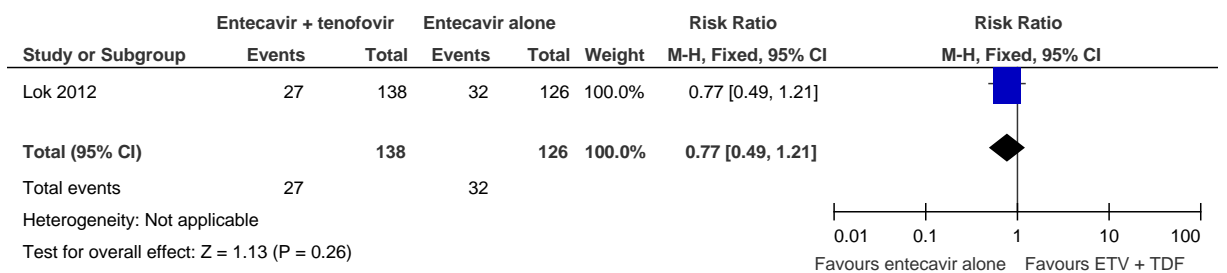 Entecavir + tenofovir Entecavir alone Risk Ratio Risk Ratio
Study or Subgroup Events Total Events Total Weight M-H, Fixed, 95% CI M-H, Fixed, 95% CI
Lok 2012 27 138 32 126 100.0% 0.77 [0.49, 1.21]
Total (95% CI) 138 126 100.0% 0.77 [0.49, 1.21]
Total events 27 32
Heterogeneity: Not applicable
Test for overall effect: Z = 1.13 (P = 0.26)
0.01 0.1 1 10 100
Favours entecavir alone Favours ETV + TDF